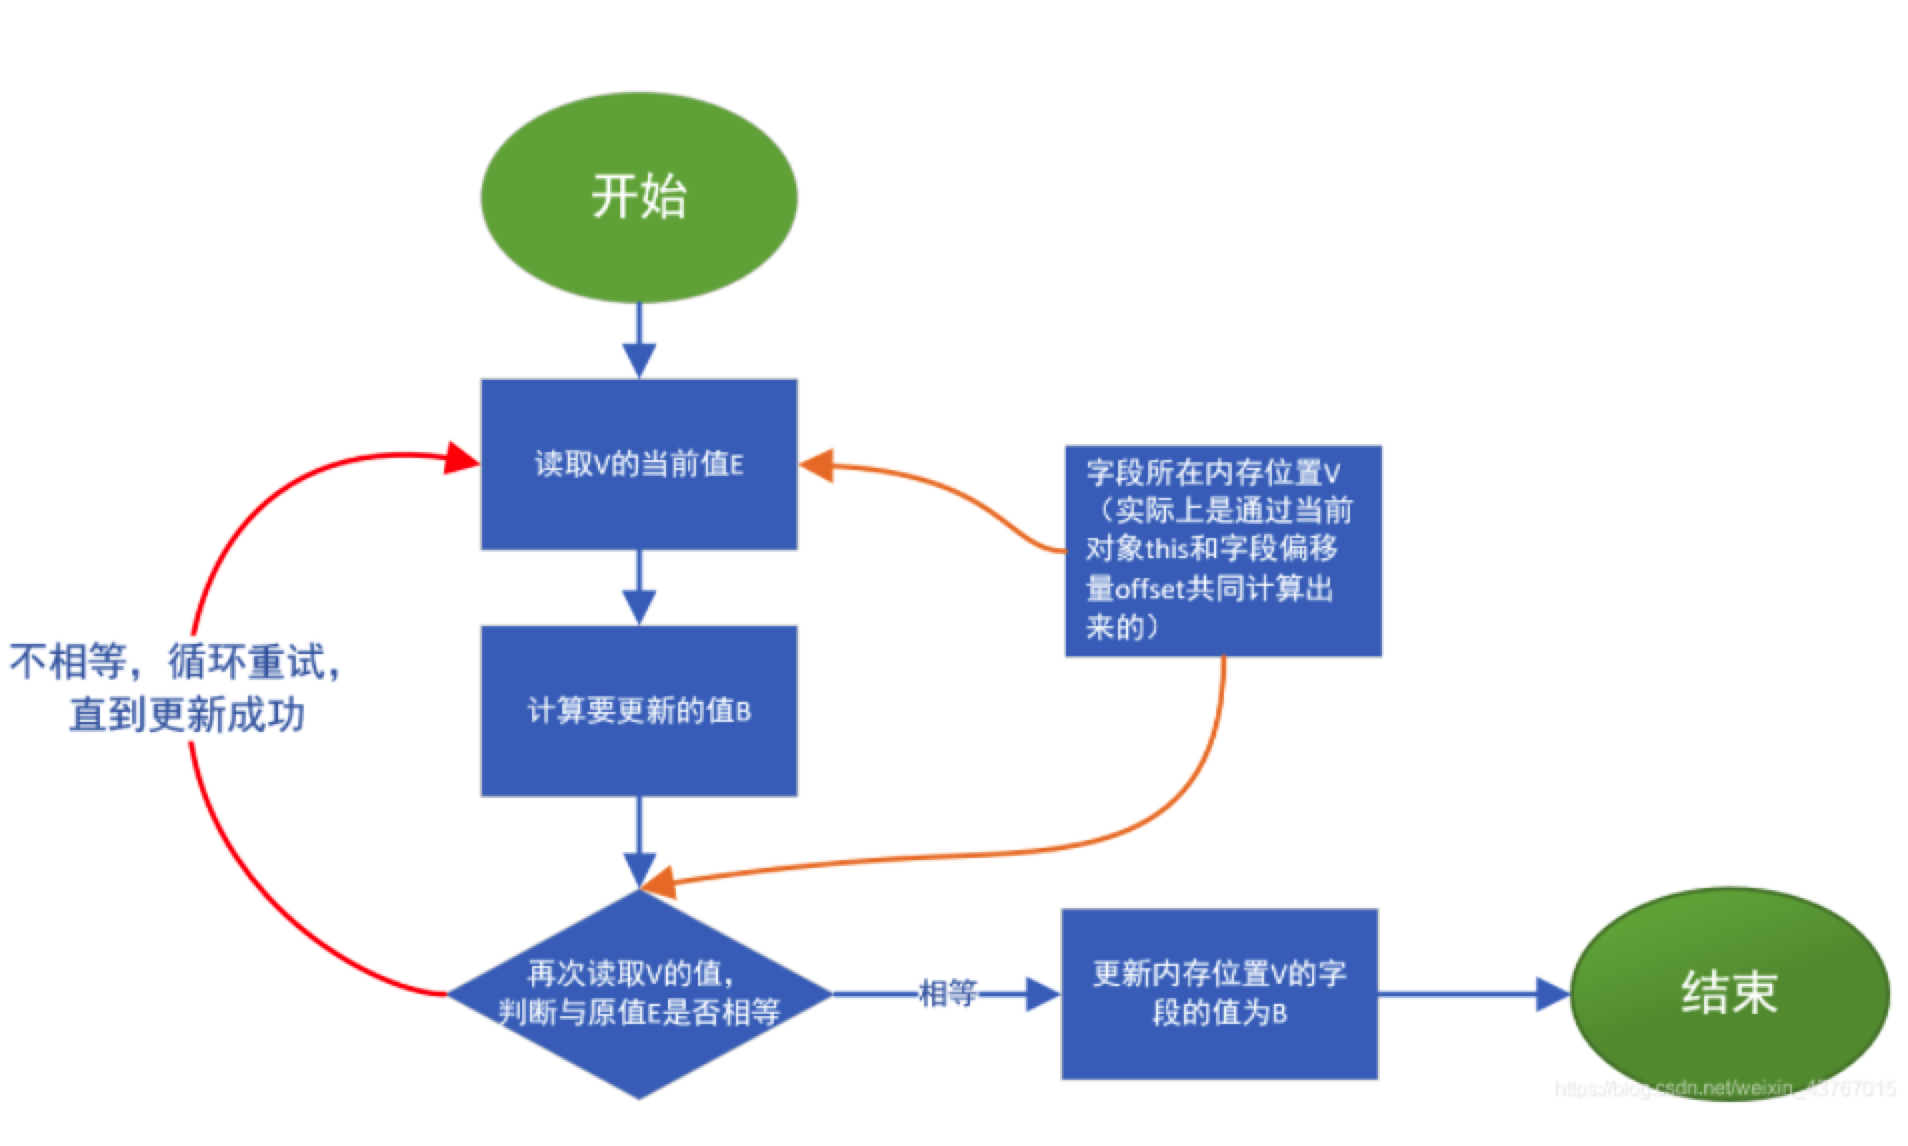 开始
读取V的当前值E
字段所在内存位置V
（实际上是通过当前
对象this和字段偏移
量offset共同计算出
来的）
不相等，循环重试，
直到更新成功
计算要更新的值B
再次读取V的值，
判断与原值E是否相等
相等
更新内存位置V的字
段的值为B
结束
https://blog.csdn.net/weixin_43767015